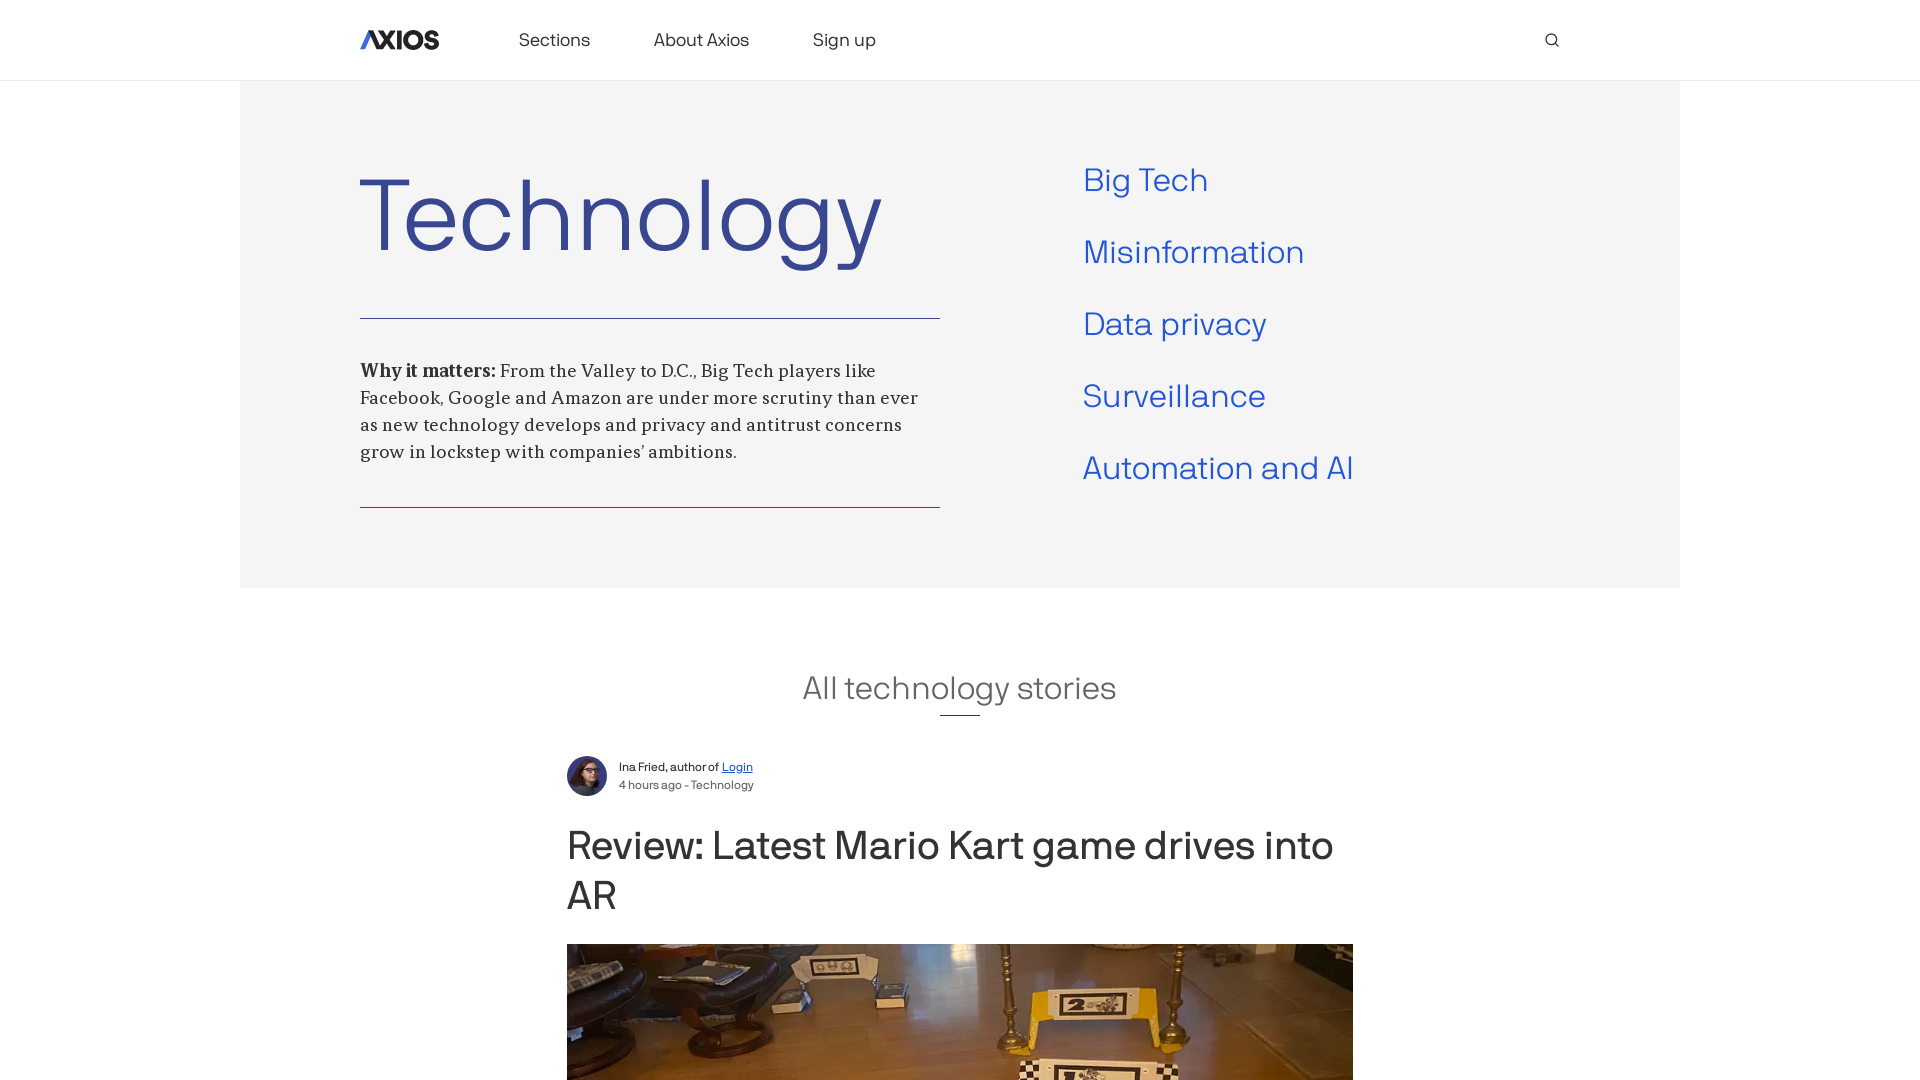 AXIOS
Sections
About Axios
Sign up
Technology
Why it matters: From the Valley to D.C., Big Tech players like
Facebook, Google and Amazon are under more scrutiny than ever
as new technology develops and privacy and antitrust concerns
grow in lockstep with companies’ ambitions.
Big Tech
Misinformation
Data privacy
Surveillance
Automation and AI
All technology stories
Ina Fried, author of Login
4 hours ago - Technology
Review: Latest Mario Kart game drives into
AR
2
1